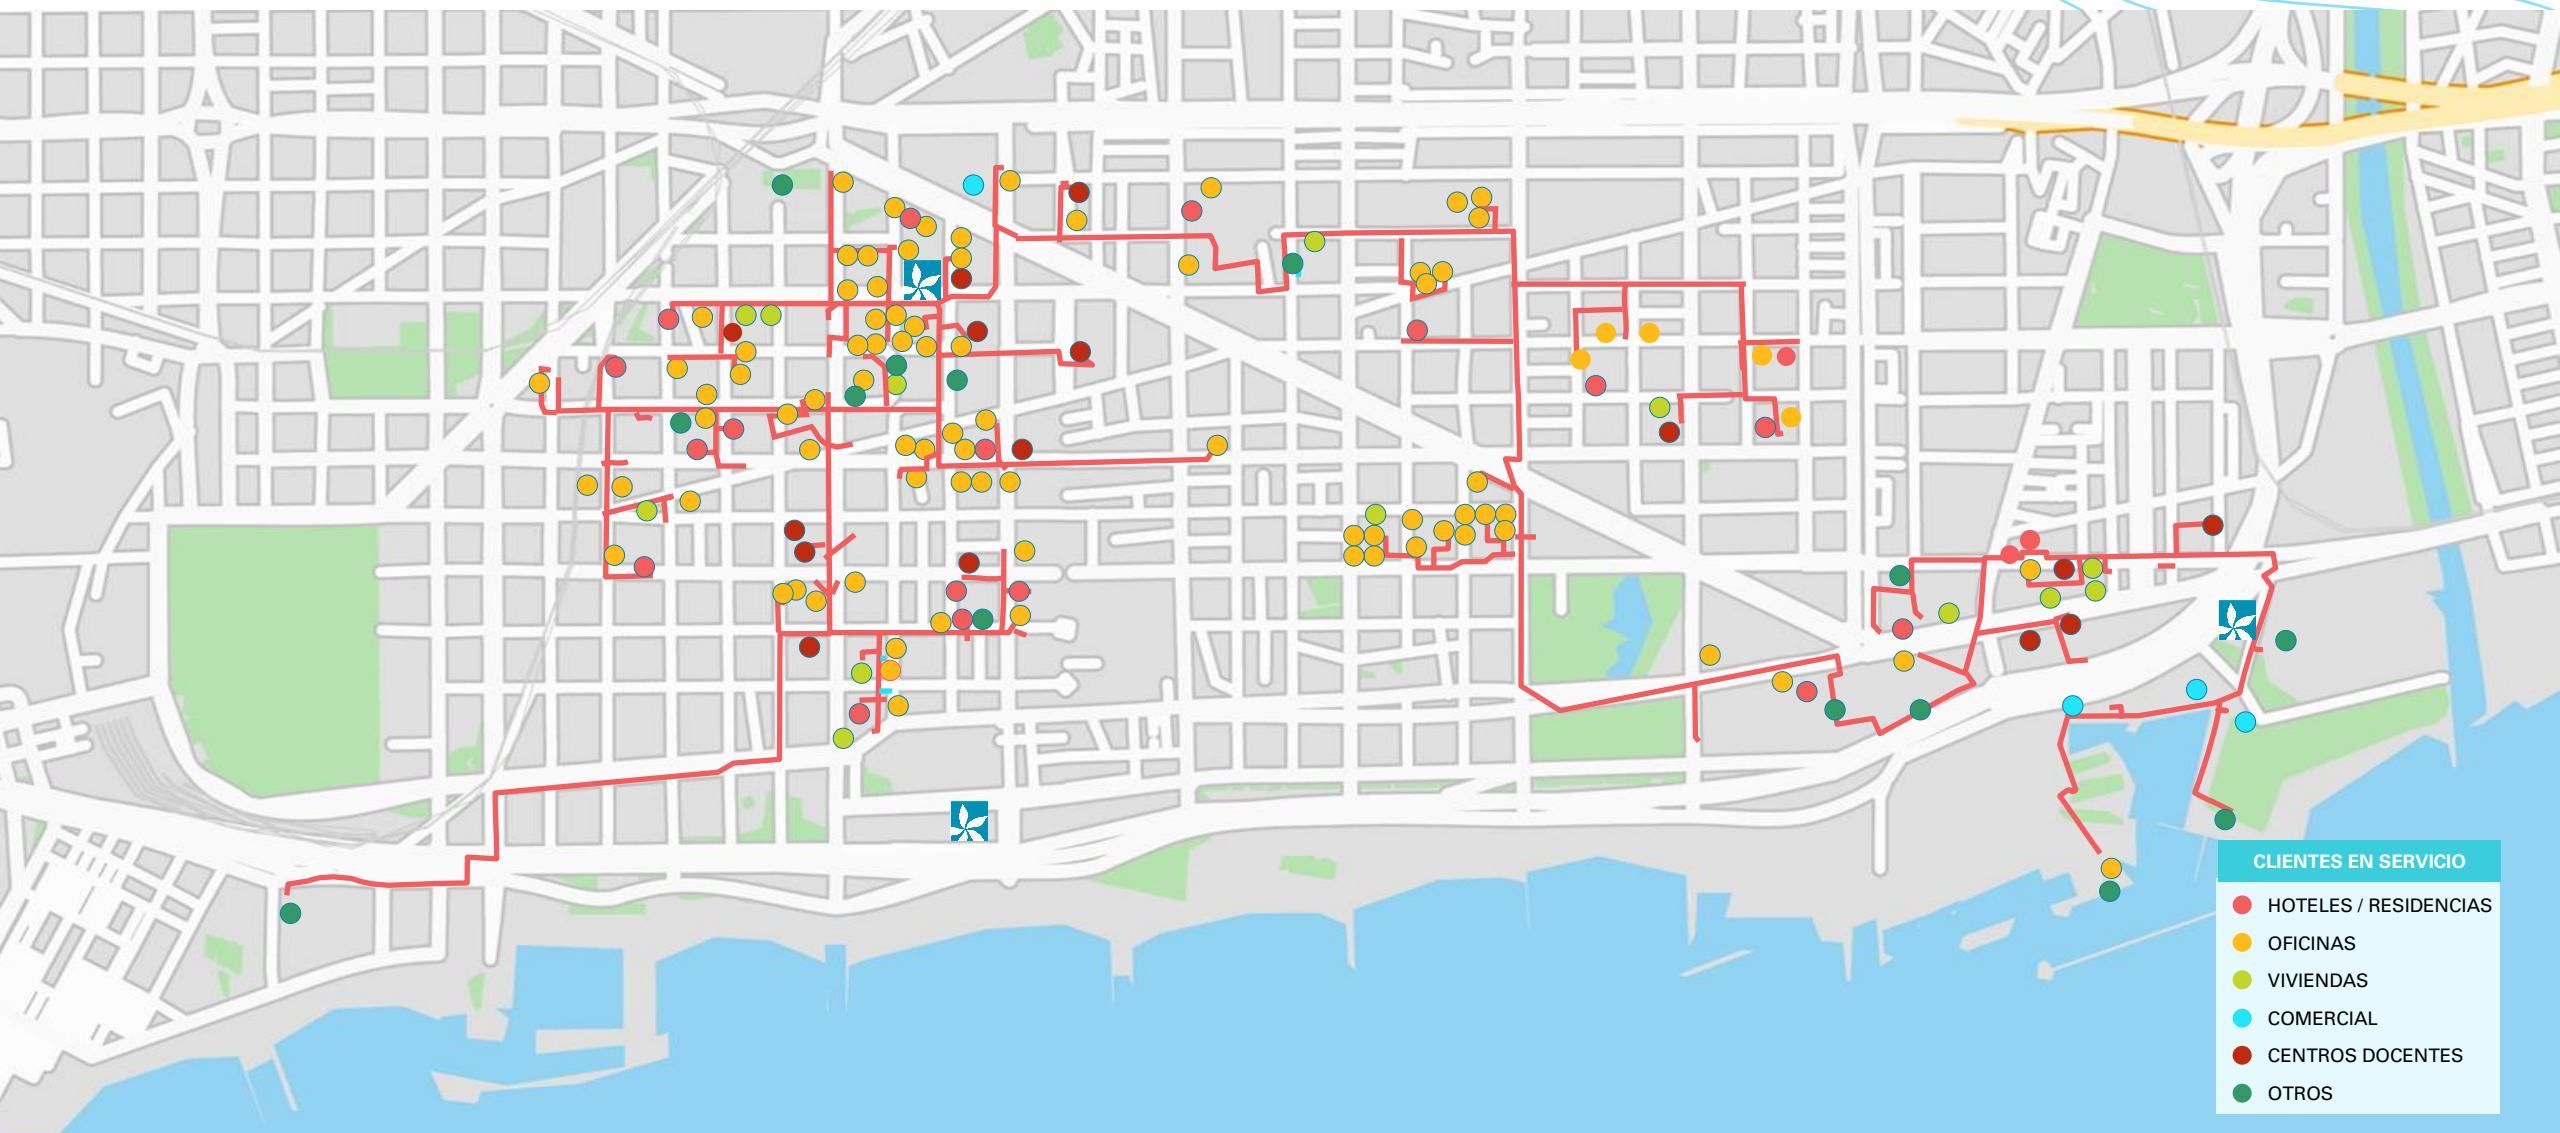 CLIENTES EN SERVICIO
HOTELES / RESIDENCIAS
OFICINAS
VIVIENDAS
COMERCIAL
CENTROS DOCENTES
OTROS